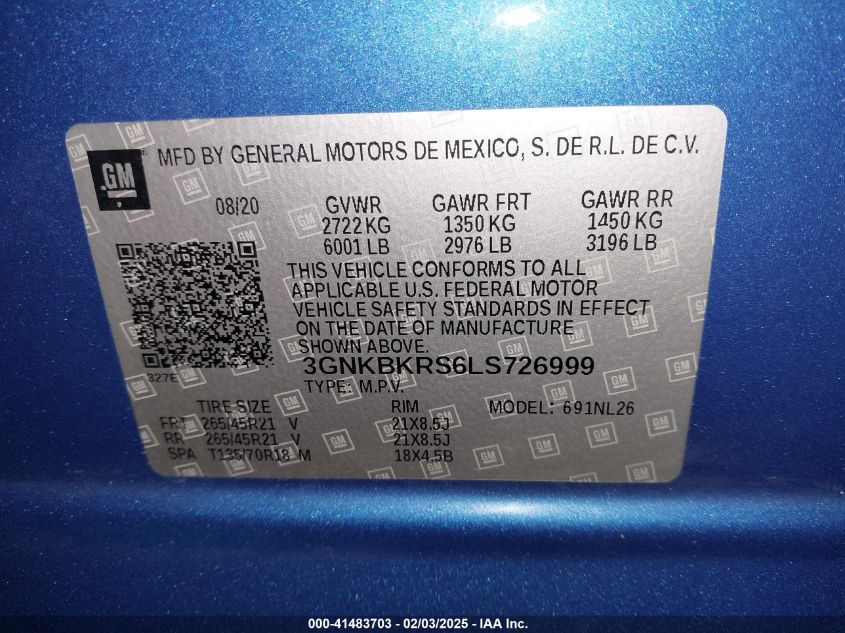 GM
MFD BY GENERAL MOTORS DE MEXICO, S. DE R.L. DE C.V.
08/20 GVWR GAWR FRT GAWR RR
2722 KG 1350 KG 1450 KG
6001 LB 2976 LB 3196 LB
THIS VEHICLE CONFORMS TO ALL
APPLICABLE U.S. FEDERAL MOTOR
VEHICLE SAFETY STANDARDS IN EFFECT
ON THE DATE OF MANUFACTURE
SHOWN ABOVE.
327E 3GNKBKRS6LS726999
TYPE: M.P.V.
TIRE SIZE RIM MODEL: 691NL26
FRT 265/45R21 V 21X8.5J
RR 265/45R21 V 21X8.5J
SPA T135/70R18 M 18X4.5B
000-41483703 - 02/03/2025 - IAA Inc.